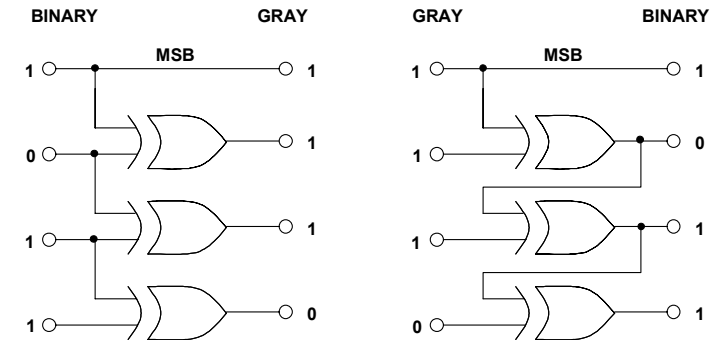 BINARY GRAY GRAY BINARY
1 MSB 1 1 MSB 1
0 1 1 0
1 1 1 1
1 0 0 1